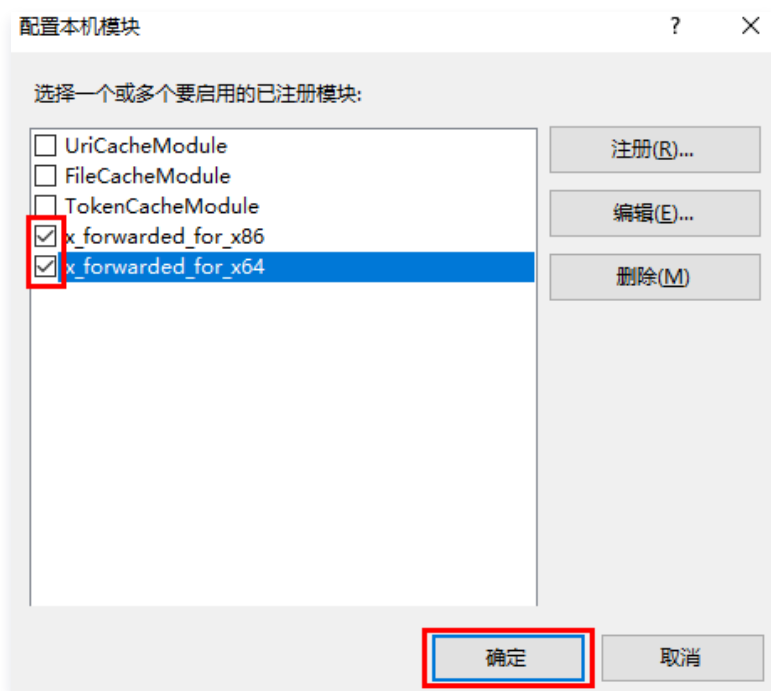 配置本机模块
?
选择一个或多个要启用的已注册模块:
UriCacheModule
FileCacheModule
TokenCacheModule
x_forwarded_for_x86
x_forwarded_for_x64
注册(R)...
编辑(E)...
删除(M)
确定
取消